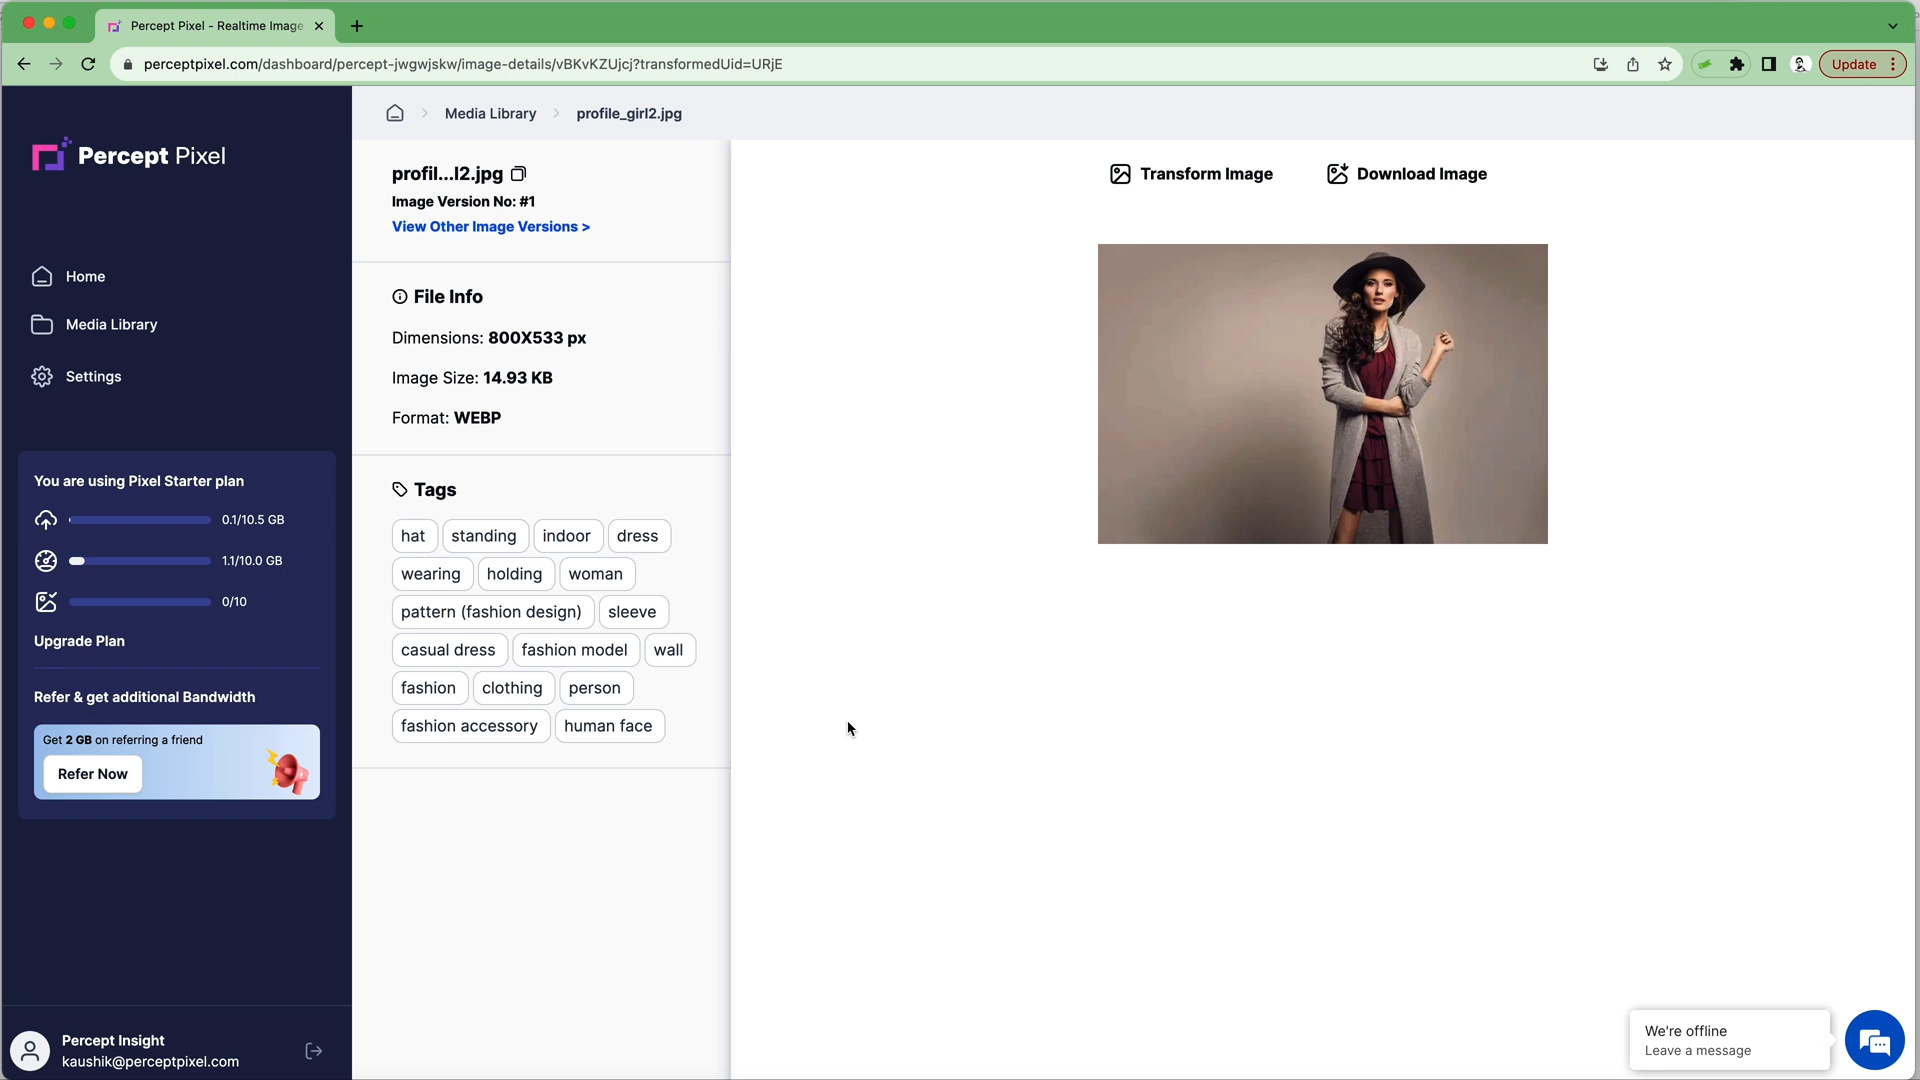 Percept Pixel - Realtime Image
perceptpixel.com/dashboard/percept-jwgwjskw/image-details/vBKvKZUjcj?transformedUid=URjE
Update
Percept Pixel
Home
Media Library
Settings
You are using Pixel Starter plan
0.1/10.5 GB
1.1/10.0 GB
0/10
Upgrade Plan
Refer & get additional Bandwidth
Get 2 GB on referring a friend
Refer Now
Percept Insight
kaushik@perceptpixel.com
Media Library
profile_girl2.jpg
profil...l2.jpg
Image Version No: #1
View Other Image Versions >
File Info
Dimensions: 800X533 px
Image Size: 14.93 KB
Format: WEBP
Tags
hat standing indoor dress
wearing holding woman
pattern (fashion design) sleeve
casual dress fashion model wall
fashion clothing person
fashion accessory human face
Transform Image
Download Image
We're offline
Leave a message